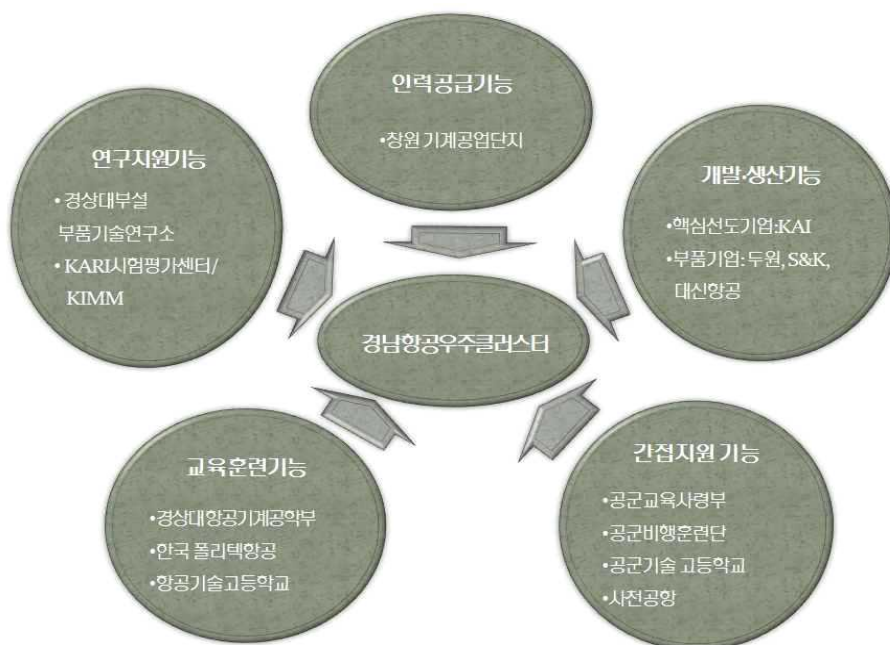 인력공급기능
•창원 기계공업단지
연구지원기능
• 경상대부설
부품기술연구소
• KARI시험평가센터/
KIMM
개발·생산기능
•핵심선도기업:KAI
•부품기업: 두원, S&K,
대신항공
경남항공우주클러스터
교육훈련기능
•경상대항공기계공학부
•한국 폴리텍항공
•항공기술고등학교
간접지원 기능
•공군교육사령부
•공군비행훈련단
•공군기술 고등학교
•사전공항